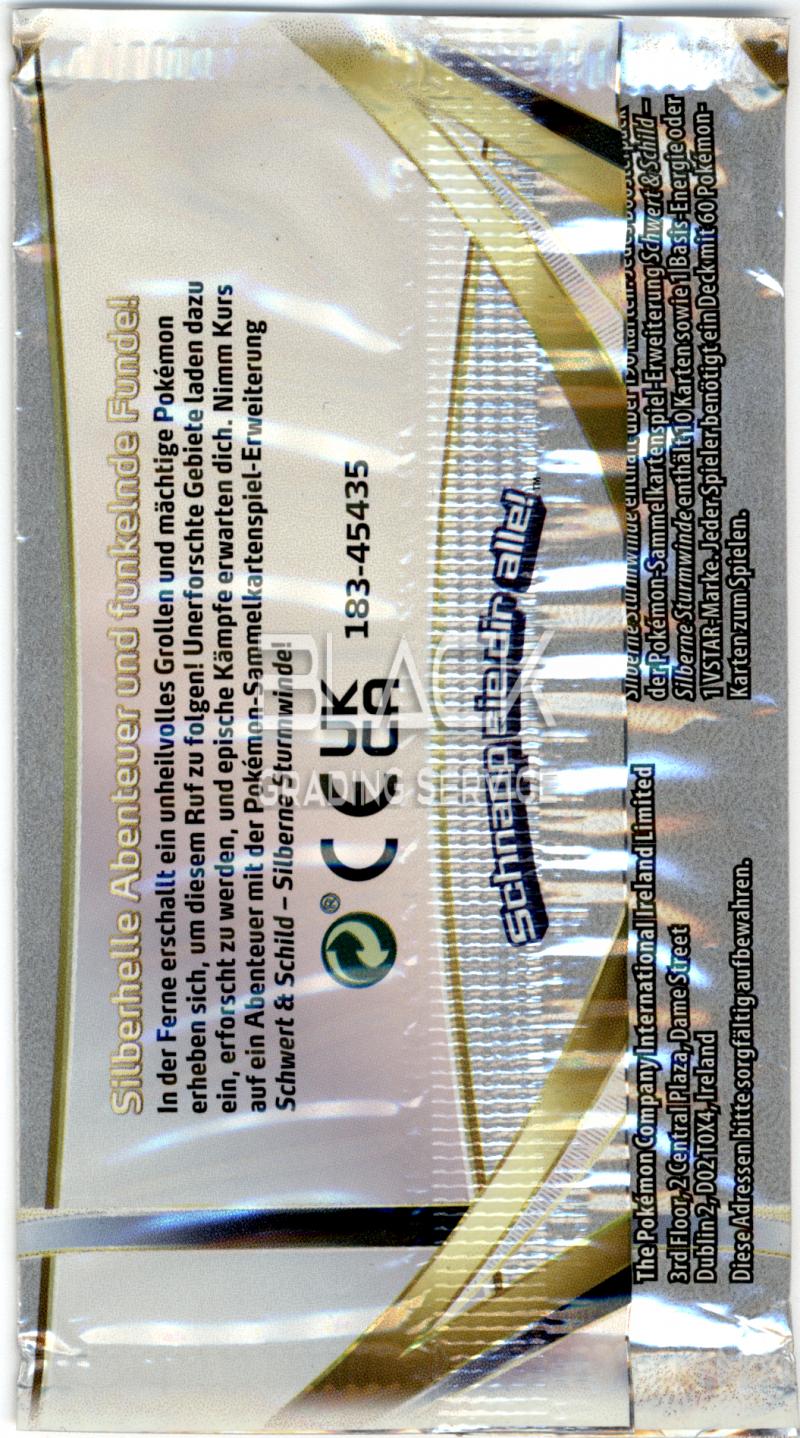 Silberhelle Abenteuer und funkelnde Funde!
In der Ferne erschallt ein unheilvolles Grollen und mächtige Pokémon
erheben sich, um diesem Ruf zu folgen! Unerforschte Gebiete laden dazu
ein, erforscht zu werden, und epische Kämpfe erwarten dich. Nimm Kurs
auf ein Abenteuer mit der Pokémon-Sammelkartenspiel-Erweiterung
Schwert & Schild – Silberne Sturmwinde!
® CE UK CA 183-45435
BLACK
GRADING SERVICE
Schnapp sie dir alle!™
The Pokémon Company International Ireland Limited
3rd Floor, 2 Central Plaza, Dame Street
Dublin 2, D02 T0X4, Ireland
Diese Adressen bitte sorgfältig aufbewahren.
der Pokémon-Sammelkartenspiel-Erweiterung Schwert & Schild –
Silberne Sturmwinde enthält 10 Karten sowie 1 Basis-Energie oder
1 VSTAR-Marke. Jeder Spieler benötigt ein Deck mit 60 Pokémon-
Karten zum Spielen.